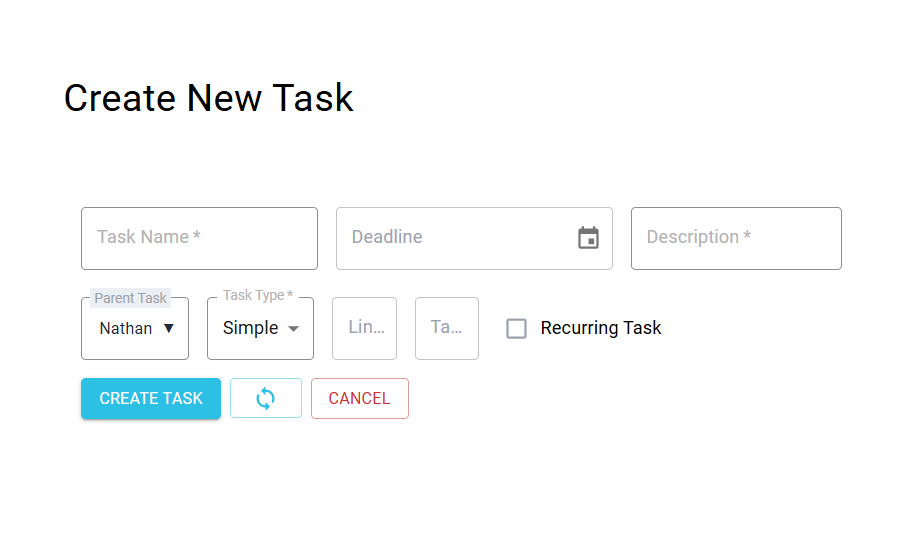 Create New Task
Task Name *
Deadline
Description *
Parent Task
Nathan
Task Type *
Simple
Lin...
Ta...
Recurring Task
CREATE TASK
CANCEL